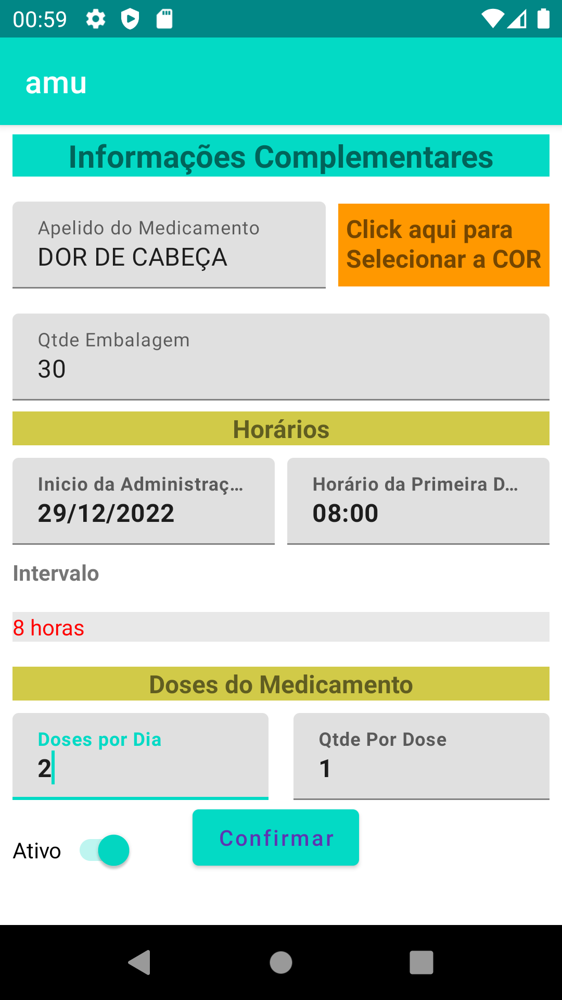 00:59
amu
Informações Complementares
Apelido do Medicamento
DOR DE CABEÇA
Click aqui para
Selecionar a COR
Qtde Embalagem
30
Horários
Inicio da Administraç...
29/12/2022
Horário da Primeira D...
08:00
Intervalo
8 horas
Doses do Medicamento
Doses por Dia
2
Qtde Por Dose
1
Ativo
Confirmar